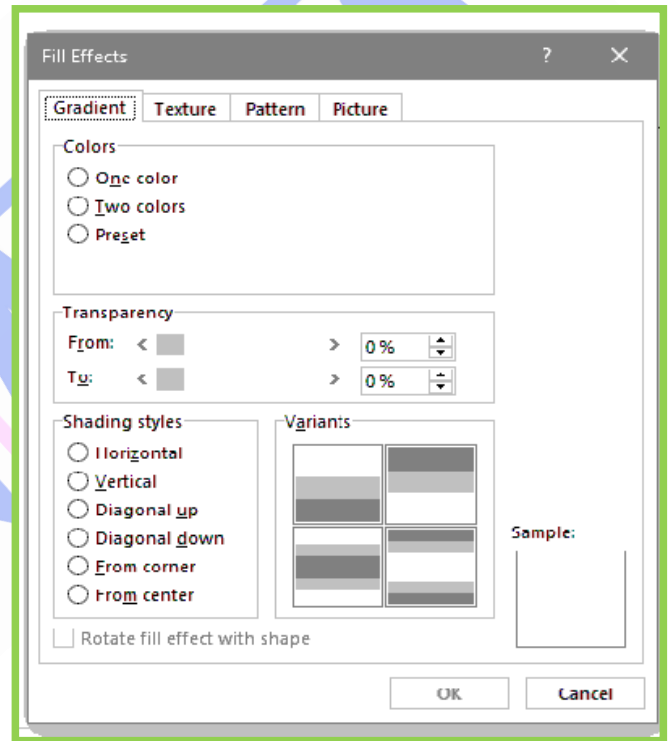 Fill Effects ?
Gradient Texture Pattern Picture
Colors
One color
Two colors
Preset
Transparency
From: < > 0 %
To: < > 0 %
Shading styles
Horizontal
Vertical
Diagonal up
Diagonal down
From corner
From center
Variants
Sample:
Rotate fill effect with shape
OK Cancel